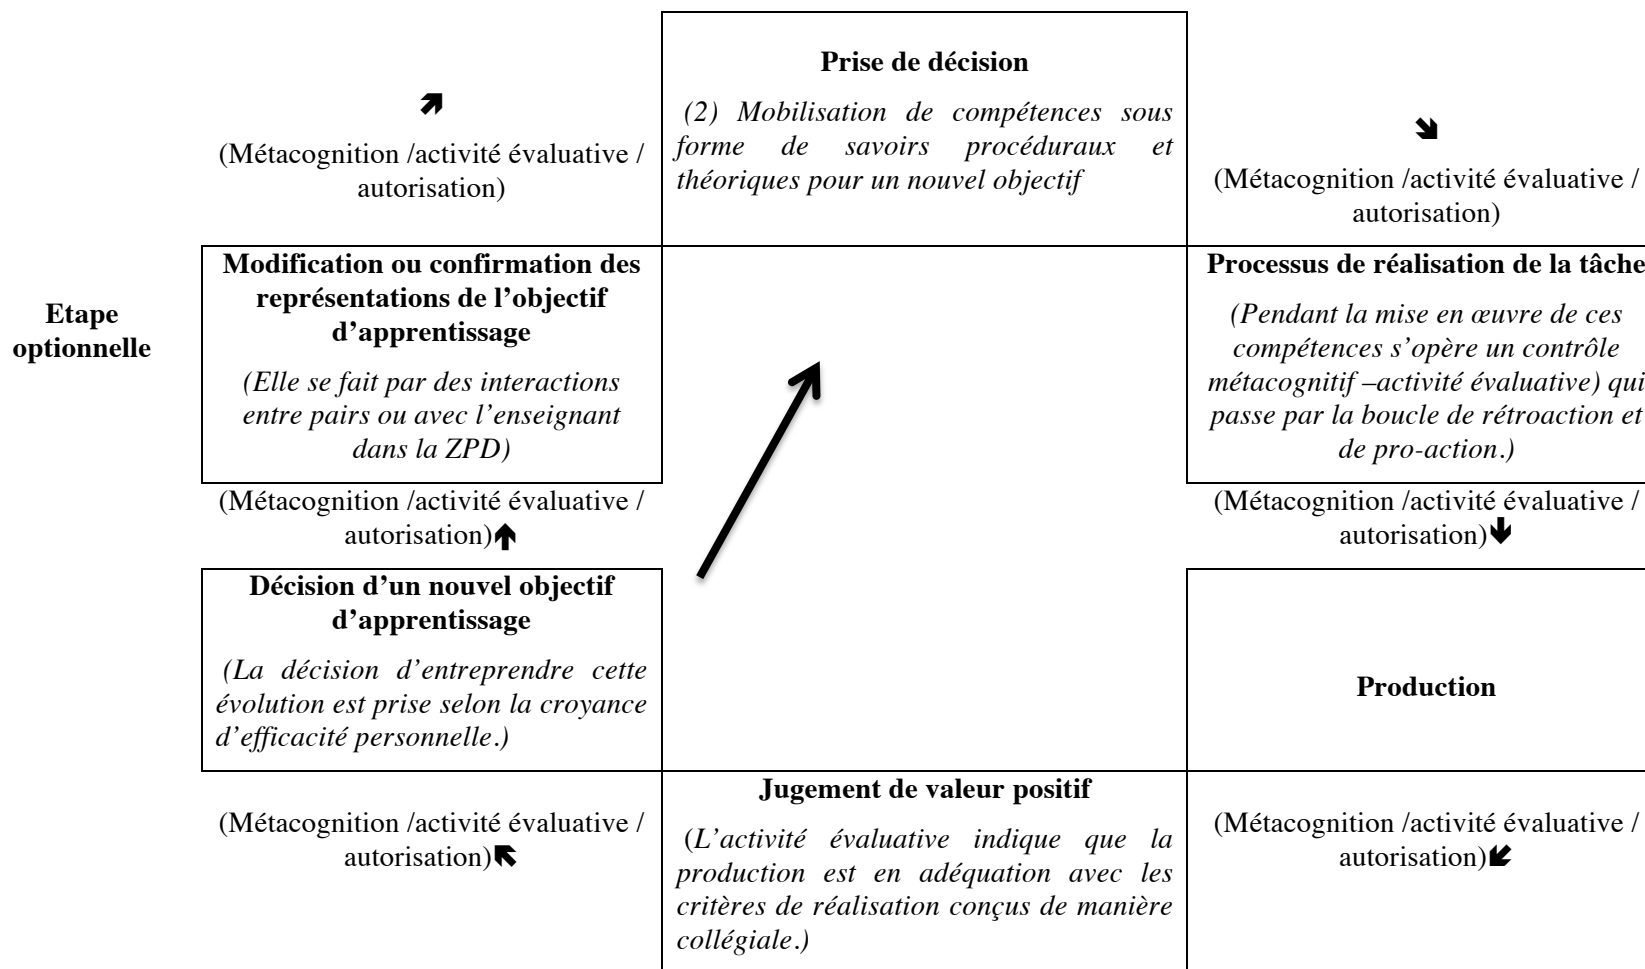 Prise de décision
(2) Mobilisation de compétences sous
forme de savoirs procéduraux et
théoriques pour un nouvel objectif
(Métacognition /activité évaluative /
autorisation)
(Métacognition /activité évaluative /
autorisation)
Etape
optionnelle
Modification ou confirmation des
représentations de l’objectif
d’apprentissage
(Elle se fait par des interactions
entre pairs ou avec l’enseignant
dans la ZPD)
Processus de réalisation de la tâche
(Pendant la mise en œuvre de ces
compétences s’opère un contrôle
métacognitif –activité évaluative) qui
passe par la boucle de rétroaction et
de pro-action.)
(Métacognition /activité évaluative /
autorisation)
(Métacognition /activité évaluative /
autorisation)
Décision d’un nouvel objectif
d’apprentissage
(La décision d’entreprendre cette
évolution est prise selon la croyance
d’efficacité personnelle.)
Production
(Métacognition /activité évaluative /
autorisation)
Jugement de valeur positif
(L’activité évaluative indique que la
production est en adéquation avec les
critères de réalisation conçus de manière
collégiale.)
(Métacognition /activité évaluative /
autorisation)